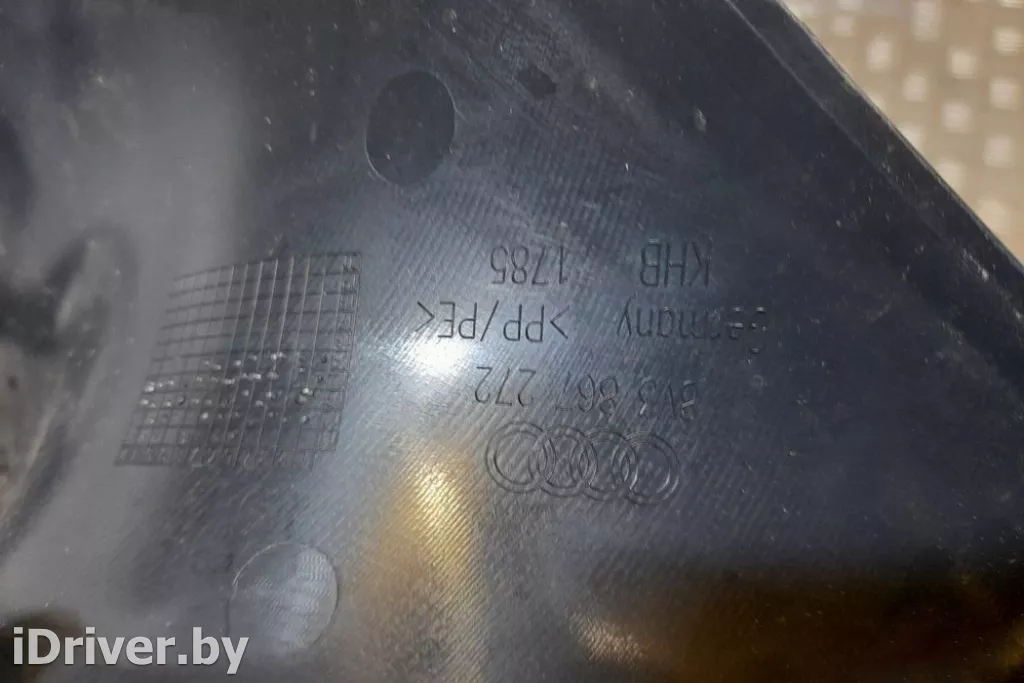 8V3 867 272
Germany >PP/PE<
KHB 1785
iDriver.by